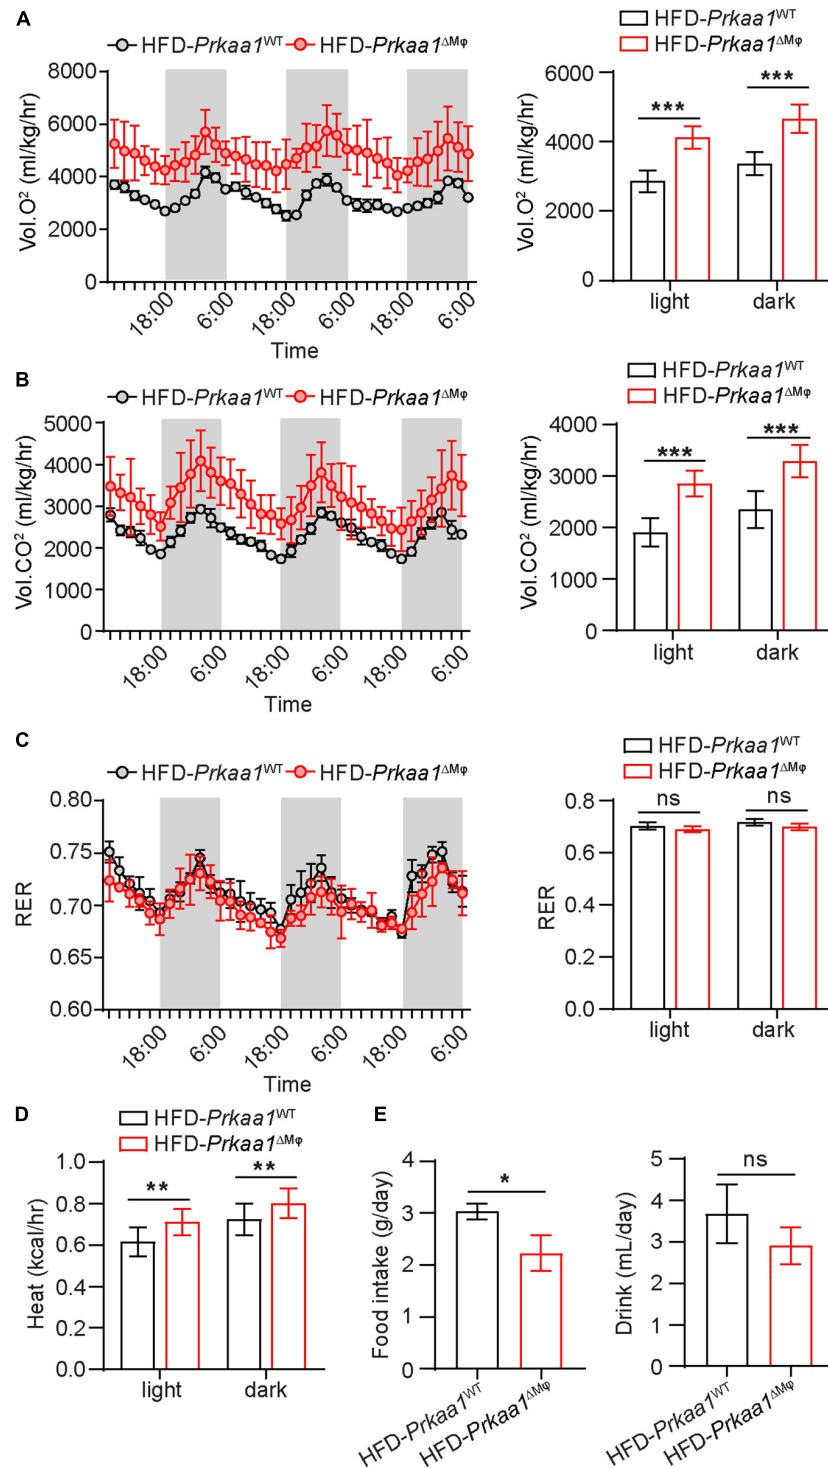 A
HFD-Prkaa1WT HFD-Prkaa1ΔMφ
8000
6000
4000
2000
0
Vol.O2 (ml/kg/hr)
18:00 6:00 18:00 6:00 18:00 6:00
Time
HFD-Prkaa1WT
HFD-Prkaa1ΔMφ
6000
4000
2000
0
Vol.O2 (ml/kg/hr)
*** ***
light dark
B
HFD-Prkaa1WT HFD-Prkaa1ΔMφ
5000
4000
3000
2000
1000
0
Vol.CO2 (ml/kg/hr)
18:00 6:00 18:00 6:00 18:00 6:00
Time
HFD-Prkaa1WT
HFD-Prkaa1ΔMφ
4000
3000
2000
1000
0
Vol.CO2 (ml/kg/hr)
*** ***
light dark
C
HFD-Prkaa1WT HFD-Prkaa1ΔMφ
0.80
0.75
0.70
0.65
0.60
RER
18:00 6:00 18:00 6:00 18:00 6:00
Time
HFD-Prkaa1WT
HFD-Prkaa1ΔMφ
0.8
0.6
0.4
0.2
0.0
RER
ns ns
light dark
D
HFD-Prkaa1WT
HFD-Prkaa1ΔMφ
1.0
0.8
0.6
0.4
0.2
0.0
Heat (kcal/hr)
** **
light dark
E
4
3
2
1
0
Food intake (g/day)
*
HFD-Prkaa1WT
HFD-Prkaa1ΔMφ
5
4
3
3
4
0
Drink (mL/day)
ns
HFD-Prkaa1WT
HFD-Prkaa1ΔMφ